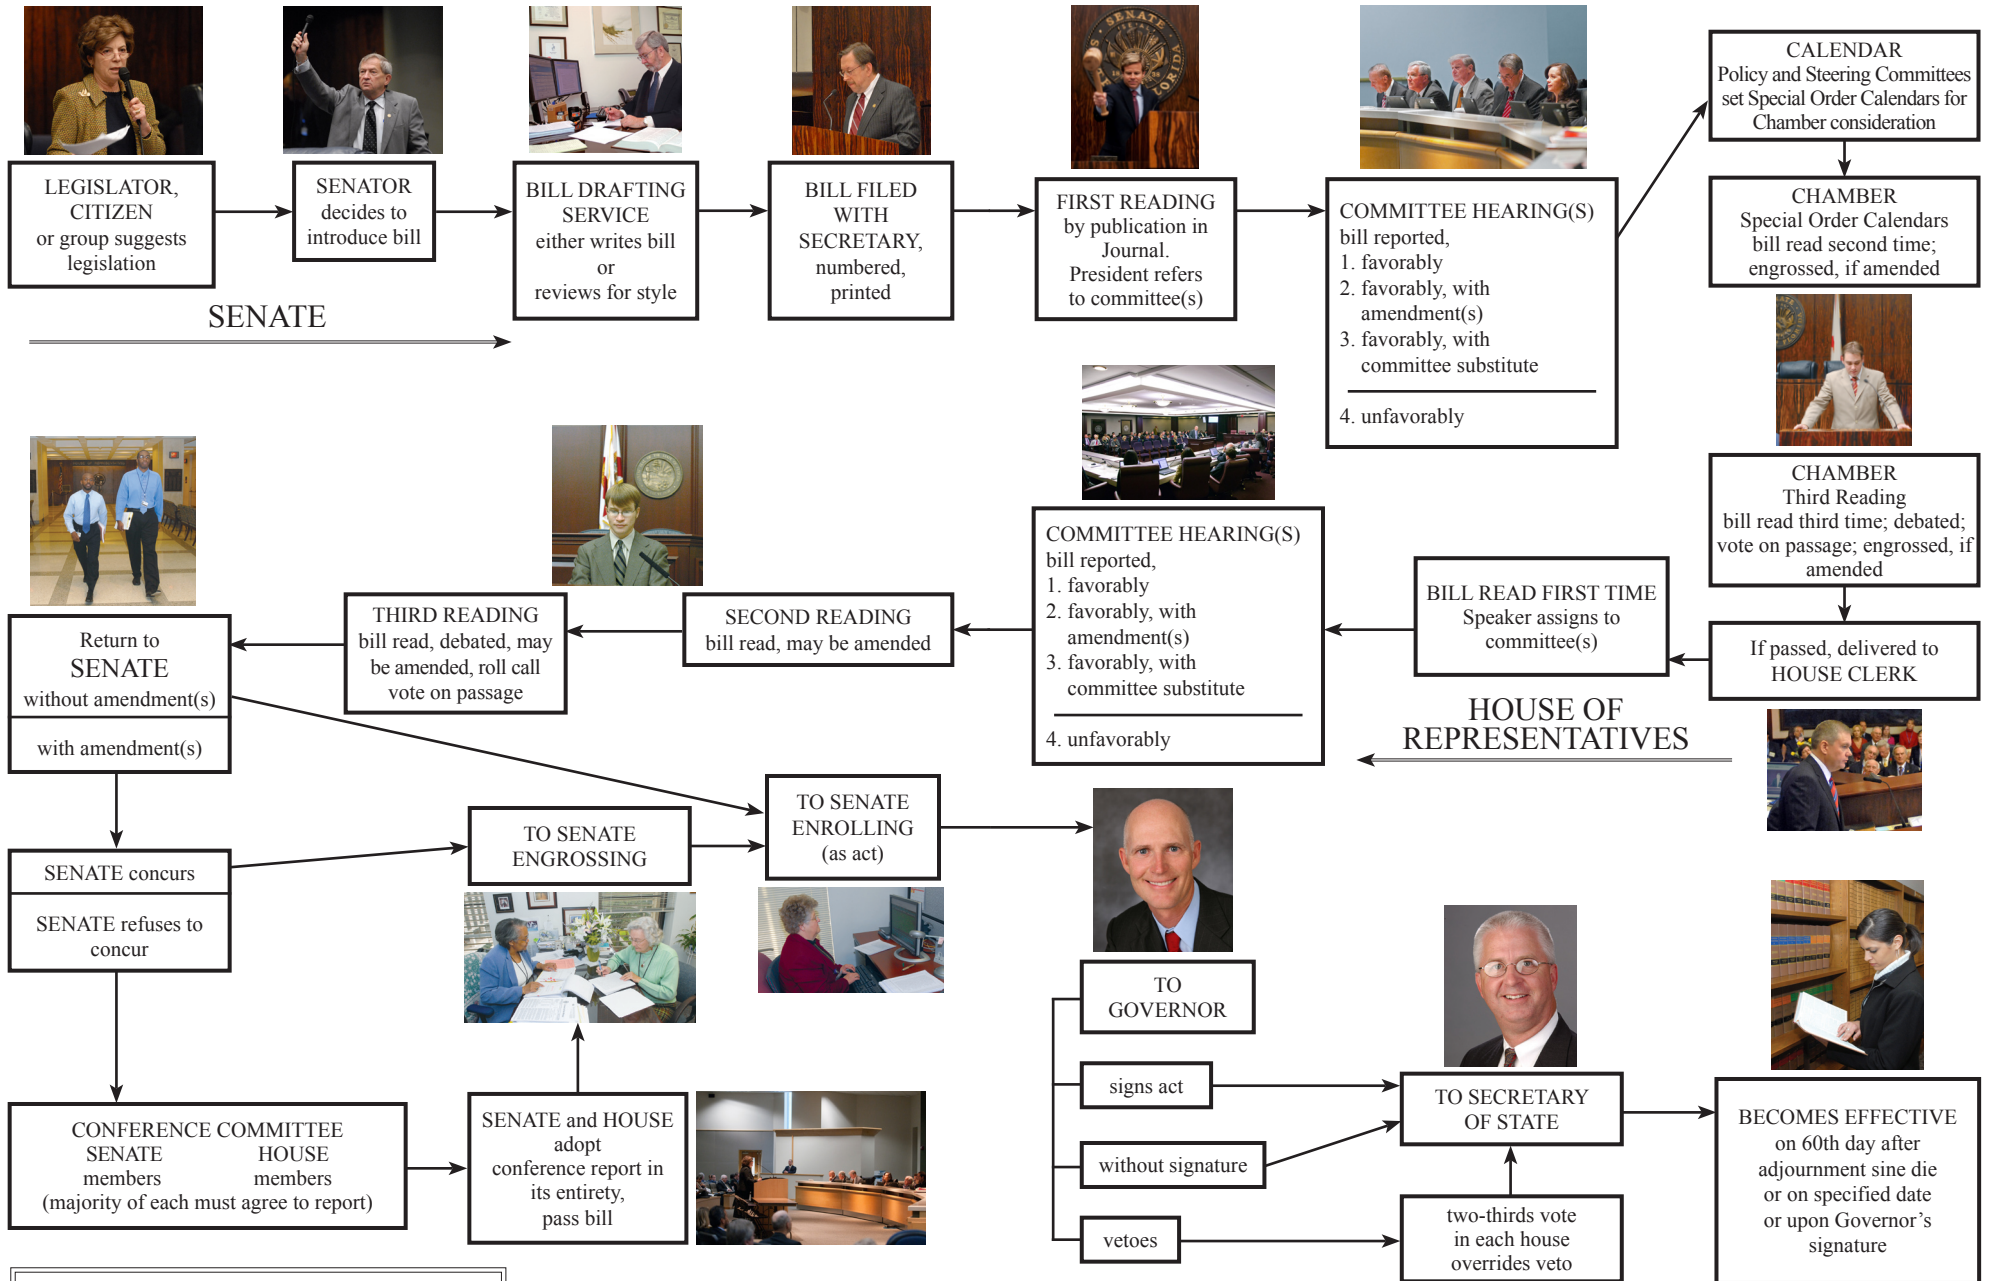 LEGISLATOR,
CITIZEN
or group suggests
legislation
SENATOR
decides to
introduce bill
BILL DRAFTING
SERVICE
either writes bill
or
reviews for style
BILL FILED
WITH
SECRETARY,
numbered,
printed
FIRST READING
by publication in
Journal.
President refers
to committee(s)
COMMITTEE HEARING(S)
bill reported,
1. favorably
2. favorably, with
amendment(s)
3. favorably, with
committee substitute
4. unfavorably
CALENDAR
Policy and Steering Committees
set Special Order Calendars for
Chamber consideration
CHAMBER
Special Order Calendars
bill read second time;
engrossed, if amended
SENATE
CHAMBER
Third Reading
bill read third time; debated;
vote on passage; engrossed, if
amended
If passed, delivered to
HOUSE CLERK
HOUSE OF
REPRESENTATIVES
BILL READ FIRST TIME
Speaker assigns to
committee(s)
COMMITTEE HEARING(S)
bill reported,
1. favorably
2. favorably, with
amendment(s)
3. favorably, with
committee substitute
4. unfavorably
SECOND READING
bill read, may be amended
THIRD READING
bill read, debated, may
be amended, roll call
vote on passage
Return to
SENATE
without amendment(s)
with amendment(s)
SENATE concurs
SENATE refuses to
concur
TO SENATE
ENGROSSING
TO SENATE
ENROLLING
(as act)
CONFERENCE COMMITTEE
SENATE HOUSE
members members
(majority of each must agree to report)
SENATE and HOUSE
adopt
conference report in
its entirety,
pass bill
TO
GOVERNOR
signs act
without signature
vetoes
TO SECRETARY
OF STATE
two-thirds vote
in each house
overrides veto
BECOMES EFFECTIVE
on 60th day after
adjournment sine die
or on specified date
or upon Governor’s
signature